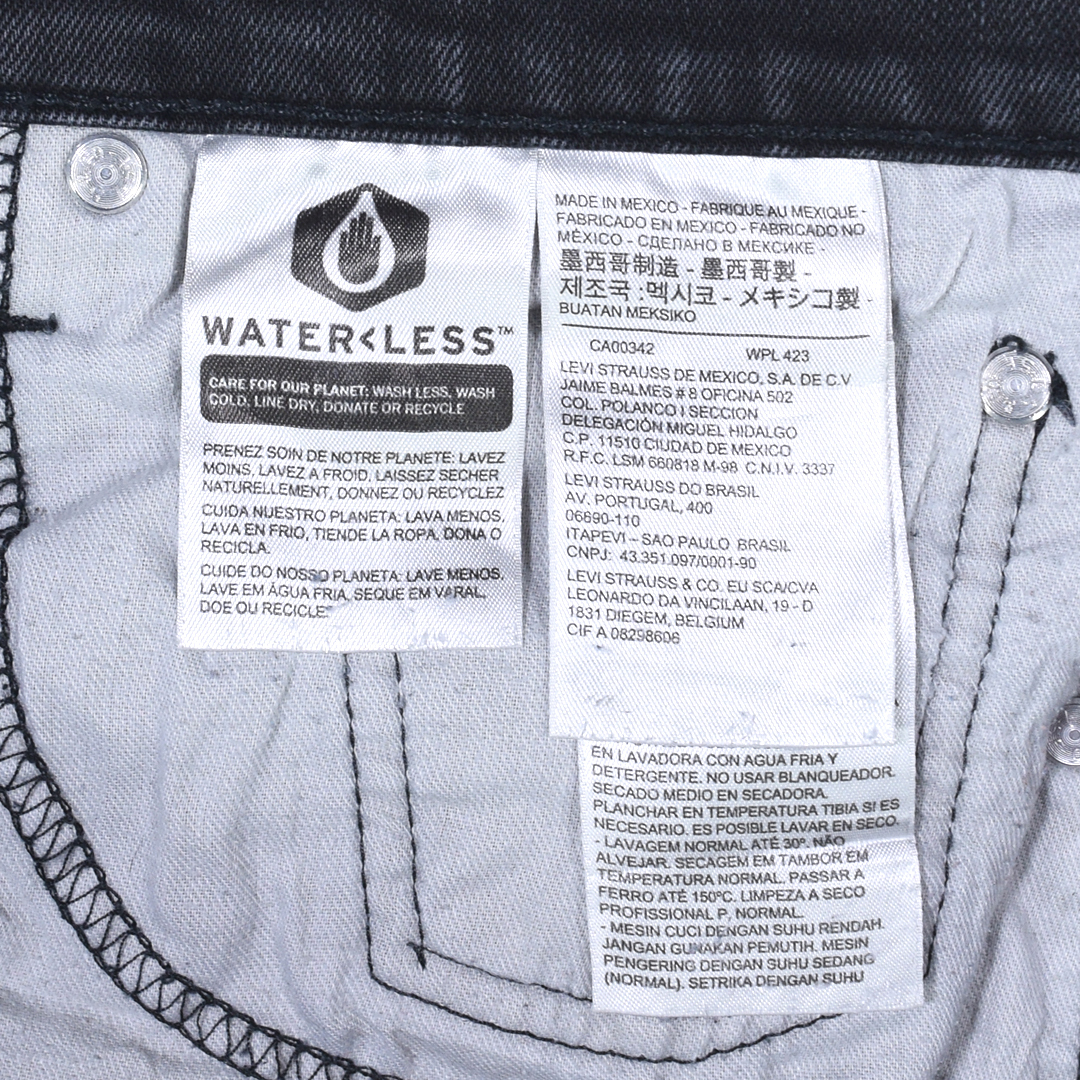 WATER<LESS™
CARE FOR OUR PLANET: WASH LESS, WASH
COLD, LINE DRY, DONATE OR RECYCLE
PRENEZ SOIN DE NOTRE PLANETE: LAVEZ
MOINS, LAVEZ A FROID, LAISSEZ SECHER
NATURELLEMENT, DONNEZ OU RECYCLEZ
CUIDA NUESTRO PLANETA: LAVA MENOS,
LAVA EN FRIO, TIENDE LA ROPA, DONA O
RECICLA.
CUIDE DO NOSSO PLANETA: LAVE MENOS,
LAVE EM ÁGUA FRIA, SEQUE EM VARAL,
DOE OU RECICLE
MADE IN MEXICO - FABRIQUE AU MEXIQUE -
FABRICADO EN MEXICO - FABRICADO NO
MÉXICO - СДЕЛАНО В МЕКСИКЕ -
墨西哥制造 - 墨西哥製 -
제조국 :멕시코 - メキシコ製 -
BUATAN MEKSIKO
CA00342 WPL 423
LEVI STRAUSS DE MEXICO, S.A. DE C.V
JAIME BALMES # 8 OFICINA 502
COL. POLANCO I SECCION
DELEGACIÓN MIGUEL HIDALGO
C.P. 11510 CIUDAD DE MEXICO
R.F.C. LSM 660818 M-98 C.N.I.V. 3337
LEVI STRAUSS DO BRASIL
AV. PORTUGAL, 400
06690-110
ITAPEVI – SAO PAULO BRASIL
CNPJ: 43.351.097/0001-90
LEVI STRAUSS & CO. EU SCA/CVA
LEONARDO DA VINCILAAN, 19 - D
1831 DIEGEM, BELGIUM
CIF A 08298606
EN LAVADORA CON AGUA FRIA Y
DETERGENTE. NO USAR BLANQUEADOR.
SECADO MEDIO EN SECADORA.
PLANCHAR EN TEMPERATURA TIBIA SI ES
NECESARIO. ES POSIBLE LAVAR EN SECO.
- LAVAGEM NORMAL ATÉ 30º. NÃO
ALVEJAR. SECAGEM EM TAMBOR EM
TEMPERATURA NORMAL. PASSAR A
FERRO ATÉ 150ºC. LIMPEZA A SECO
PROFISSIONAL P, NORMAL.
- MESIN CUCI DENGAN SUHU RENDAH.
JANGAN GUNAKAN PEMUTIH. MESIN
PENGERING DENGAN SUHU SEDANG
(NORMAL). SETRIKA DENGAN SUHU